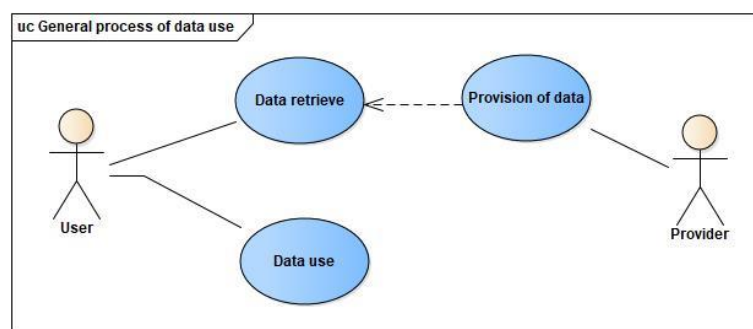 uc General process of data use
Data retrieve
Provision of data
User
Provider
Data use